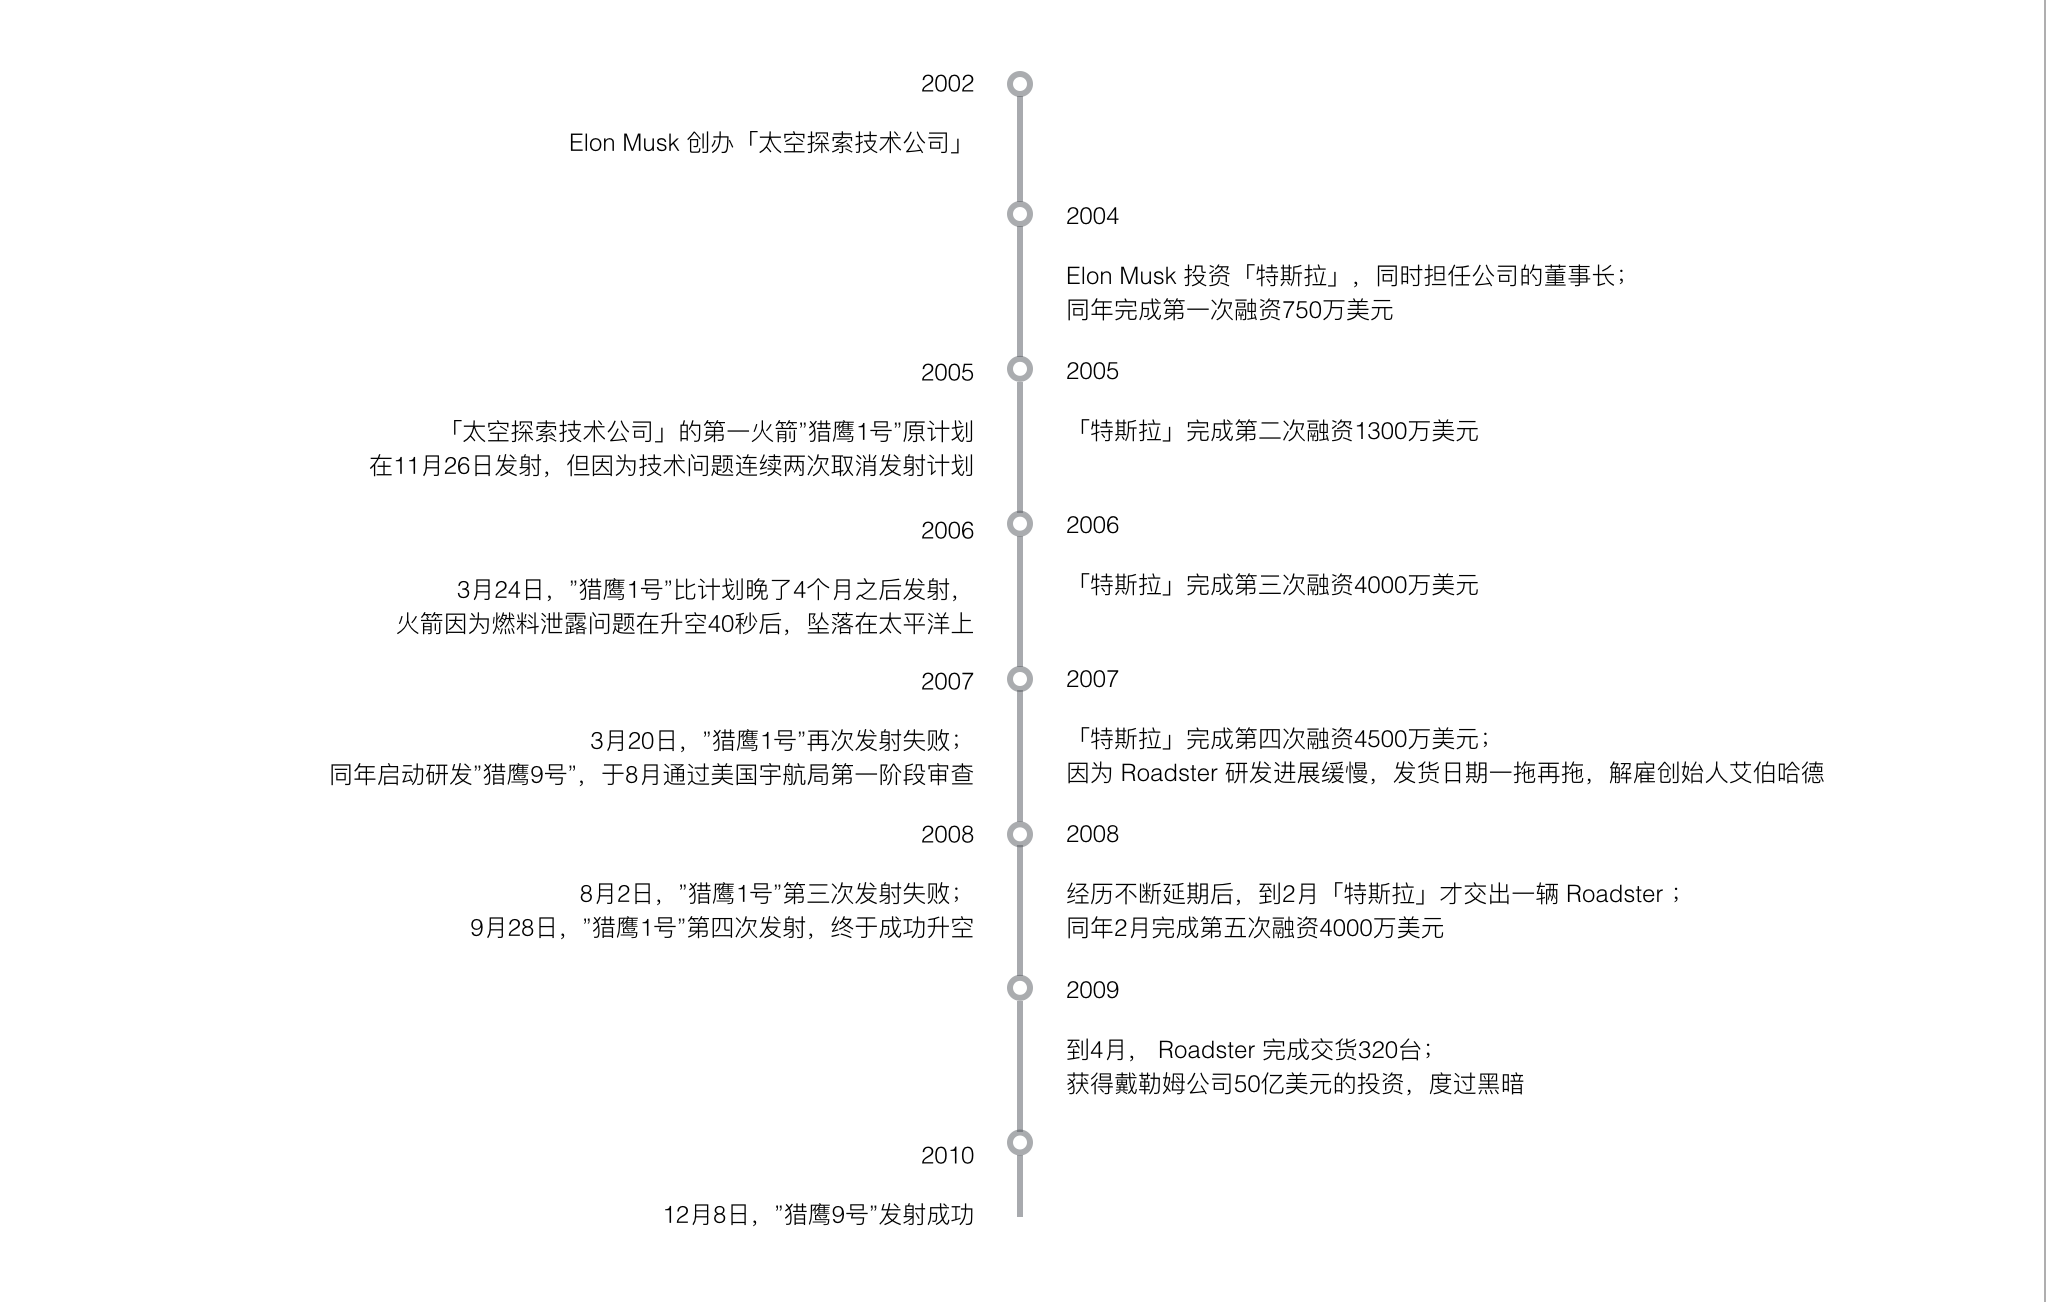 2002
Elon Musk 创办「太空探索技术公司」
2004
Elon Musk 投资「特斯拉」，同时担任公司的董事长；
同年完成第一次融资750万美元
2005
「太空探索技术公司」的第一火箭”猎鹰1号”原计划
在11月26日发射，但因为技术问题连续两次取消发射计划
2005
「特斯拉」完成第二次融资1300万美元
2006
3月24日，”猎鹰1号”比计划晚了4个月之后发射，
火箭因为燃料泄露问题在升空40秒后，坠落在太平洋上
2006
「特斯拉」完成第三次融资4000万美元
2007
3月20日，”猎鹰1号”再次发射失败；
同年启动研发”猎鹰9号”，于8月通过美国宇航局第一阶段审查
2007
「特斯拉」完成第四次融资4500万美元；
因为 Roadster 研发进展缓慢，发货日期一拖再拖，解雇创始人艾伯哈德
2008
8月2日，”猎鹰1号”第三次发射失败；
9月28日，”猎鹰1号”第四次发射，终于成功升空
2008
经历不断延期后，到2月「特斯拉」才交出一辆 Roadster；
同年2月完成第五次融资4000万美元
2009
到4月， Roadster 完成交货320台；
获得戴勒姆公司50亿美元的投资，度过黑暗
2010
12月8日，”猎鹰9号”发射成功